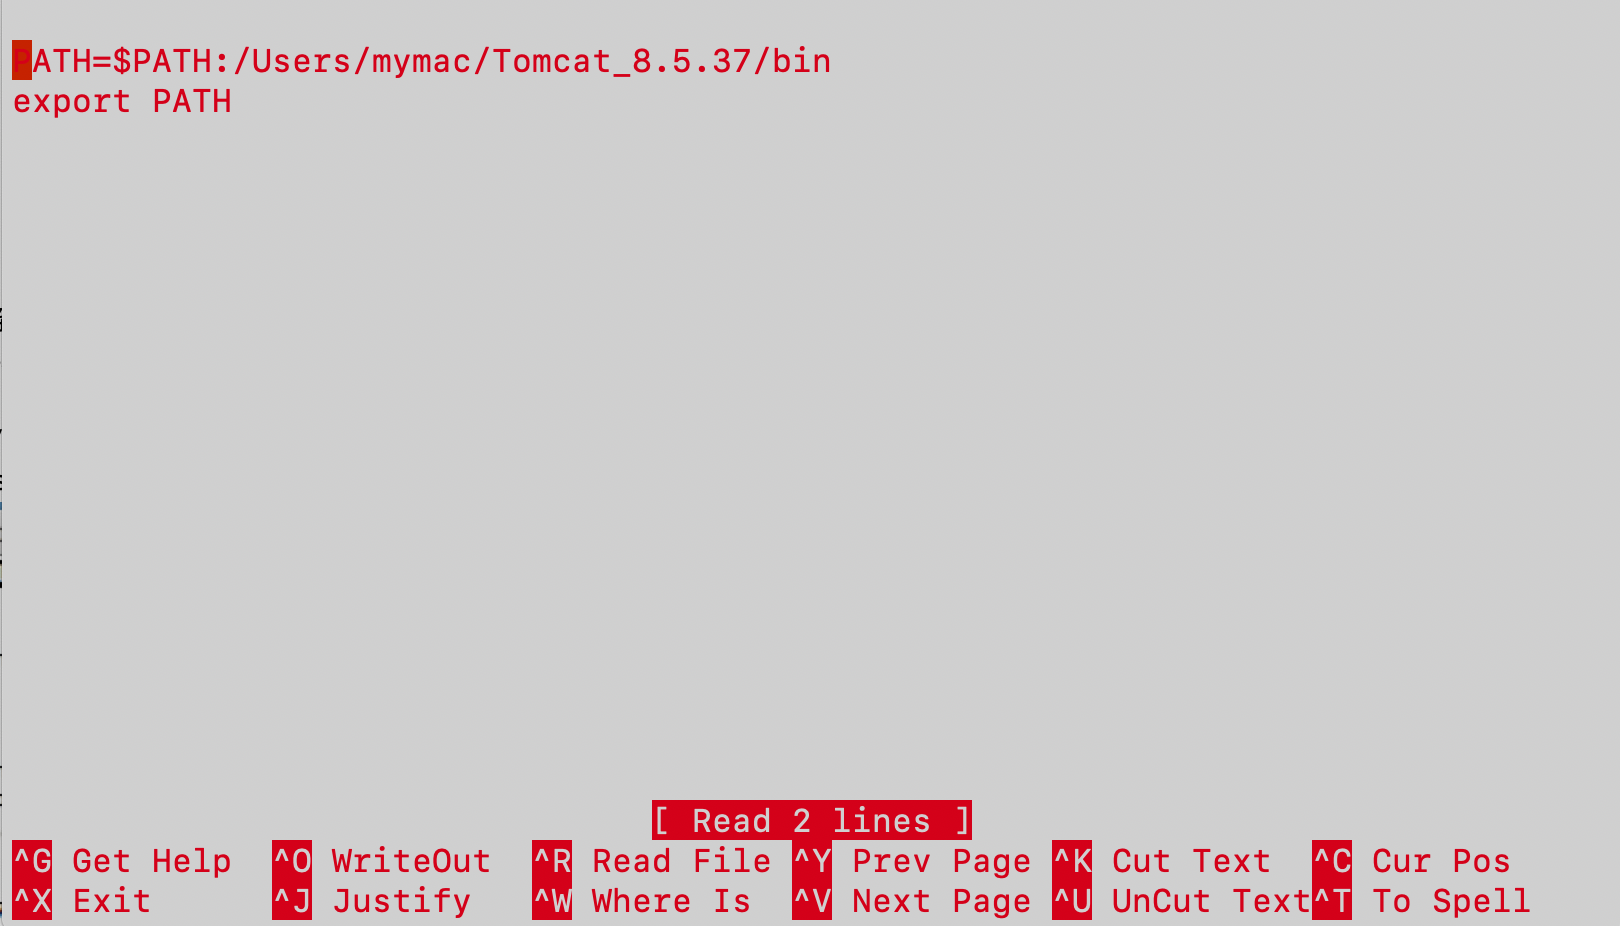 PATH=$PATH:/Users/mymac/Tomcat_8.5.37/bin
export PATH
[ Read 2 lines ]
^G Get Help ^O WriteOut ^R Read File ^Y Prev Page ^K Cut Text ^C Cur Pos
^X Exit ^J Justify ^W Where Is ^V Next Page ^U UnCut Text^T To Spell